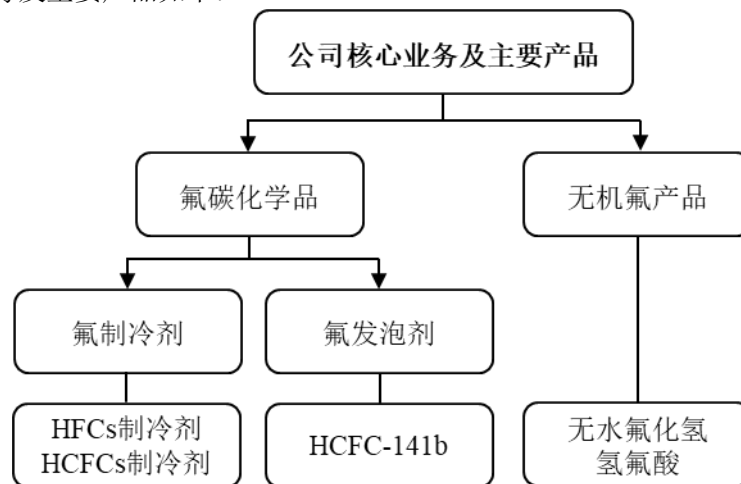 公司核心业务及主要产品
氟碳化学品
无机氟产品
氟制冷剂
氟发泡剂
HFCs制冷剂
HCFCs制冷剂
HCFC-141b
无水氟化氢
氢氟酸